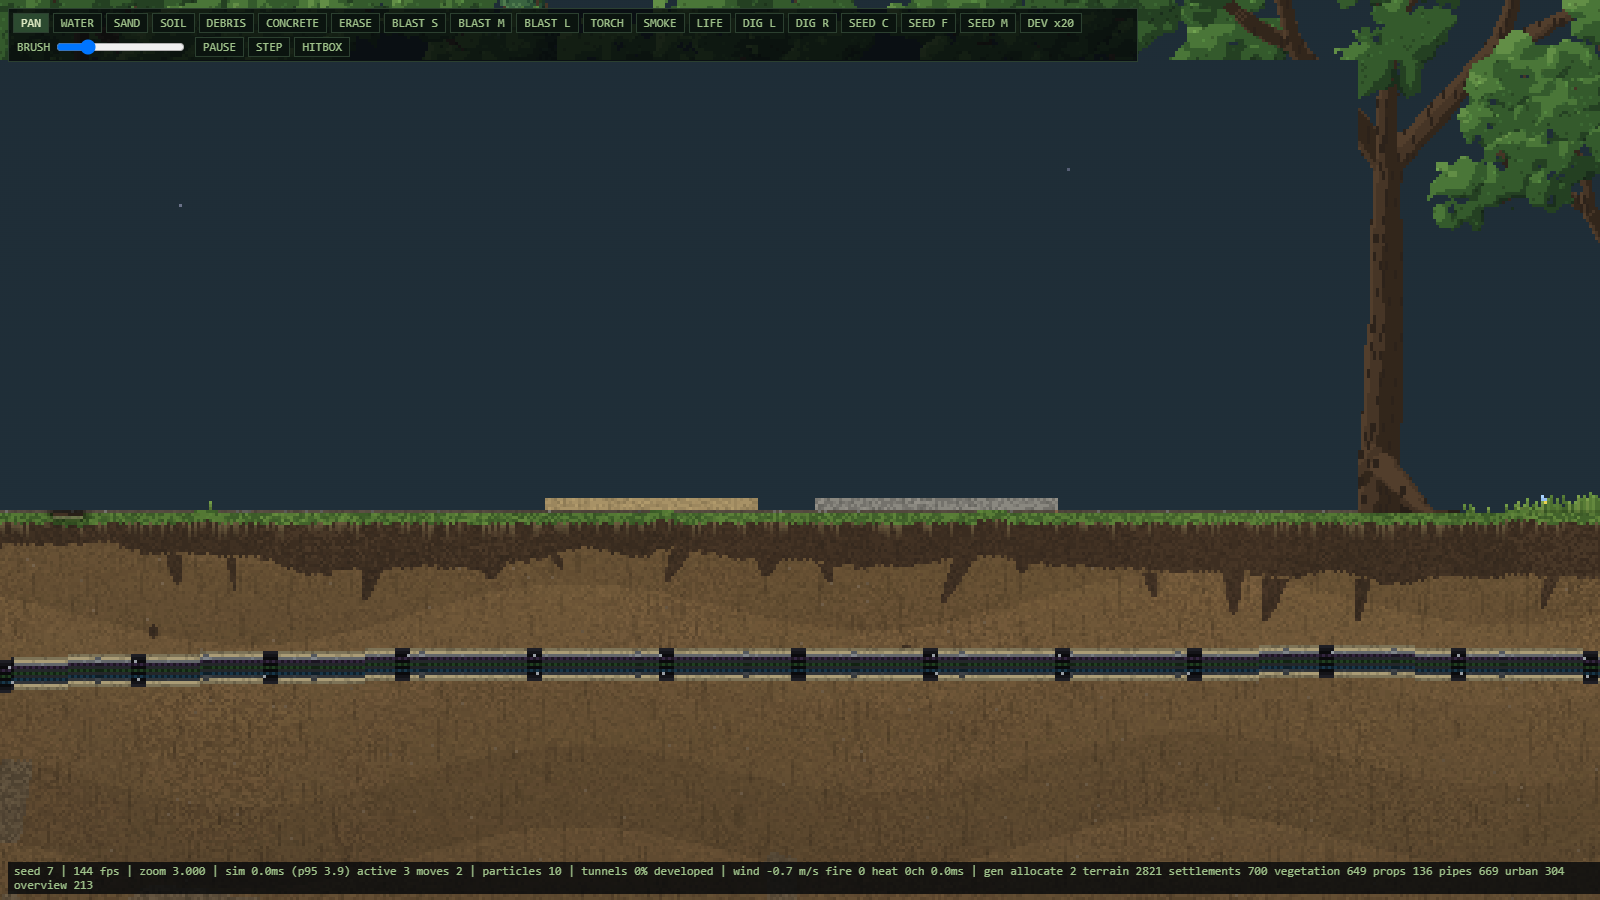 PAN WATER SAND SOIL DEBRIS CONCRETE ERASE BLAST S BLAST M BLAST L TORCH SMOKE LIFE DIG L DIG R SEED C SEED F SEED M DEV x20
BRUSH PAUSE STEP HITBOX
seed 7 | 144 fps | zoom 3.000 | sim 0.0ms (p95 3.9) active 3 moves 2 | particles 10 | tunnels 0% developed | wind -0.7 m/s fire 0 heat 0ch 0.0ms | gen allocate 2 terrain 2821 settlements 700 vegetation 649 props 136 pipes 669 urban 304
overview 213